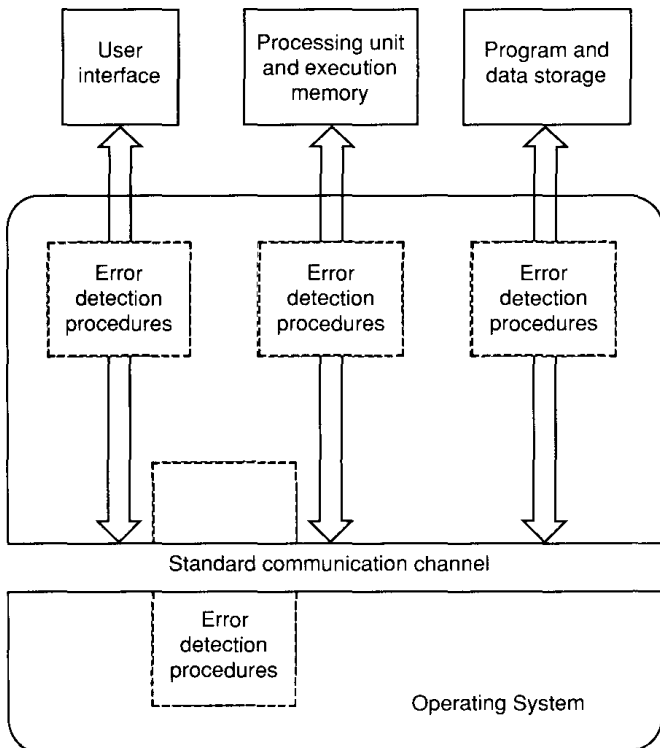 User
interface
Processing unit
and execution
memory
Program and
data storage
Error
detection
procedures
Error
detection
procedures
Error
detection
procedures
Standard communication channel
Error
detection
procedures
Operating System